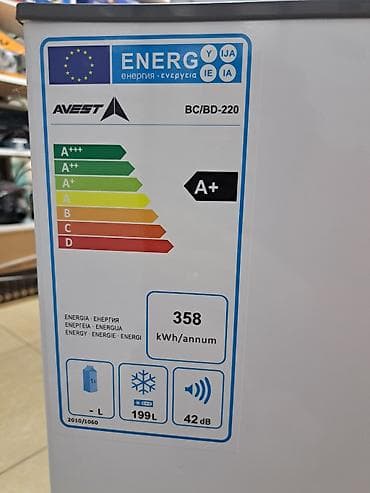 ENERG
Y IJA
IE IA
енергия · ενεργεια
AVEST
BC/BD-220
A+++
A++
A+
A
B
C
D
A+
ENERGIA · ЕНЕРГИЯ
ΕΝΕΡΓΕΙΑ · ENERGIJA
ENERGY · ENERGIE · ENERGI
358
kWh/annum
- L
199L
42 dB
2010/1060